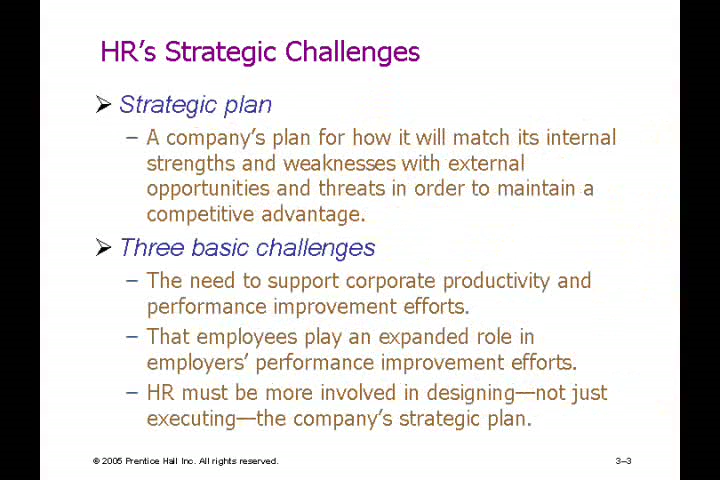 HR’s Strategic Challenges
➢ Strategic plan
– A company’s plan for how it will match its internal
strengths and weaknesses with external
opportunities and threats in order to maintain a
competitive advantage.
➢ Three basic challenges
– The need to support corporate productivity and
performance improvement efforts.
– That employees play an expanded role in
employers’ performance improvement efforts.
– HR must be more involved in designing—not just
executing—the company’s strategic plan.
© 2005 Prentice Hall Inc. All rights reserved.
3–3